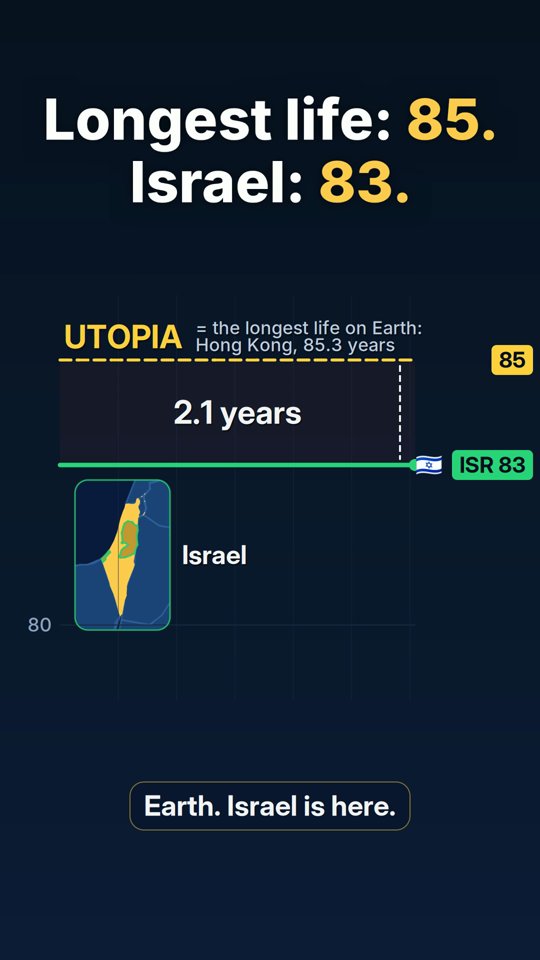 Longest life: 85.
Israel: 83.
UTOPIA
= the longest life on Earth:
Hong Kong, 85.3 years
85
2.1 years
ISR 83
Israel
80
Earth. Israel is here.